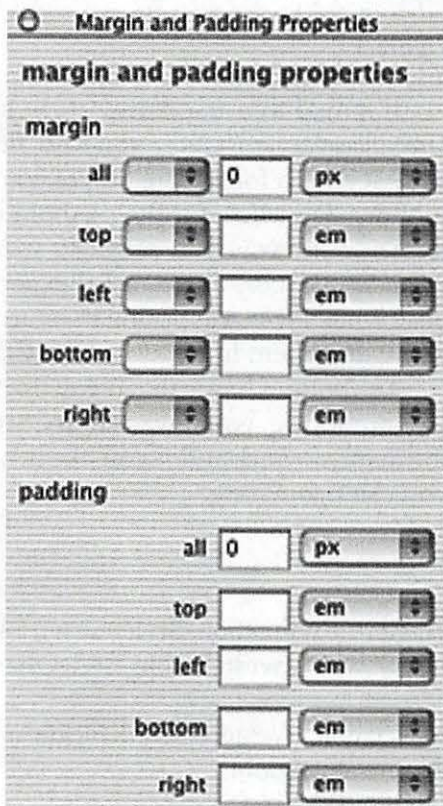 Margin and Padding Properties
margin and padding properties
margin
all 0 px
top em
left em
bottom em
right em
padding
all 0 px
top em
left em
bottom em
right em